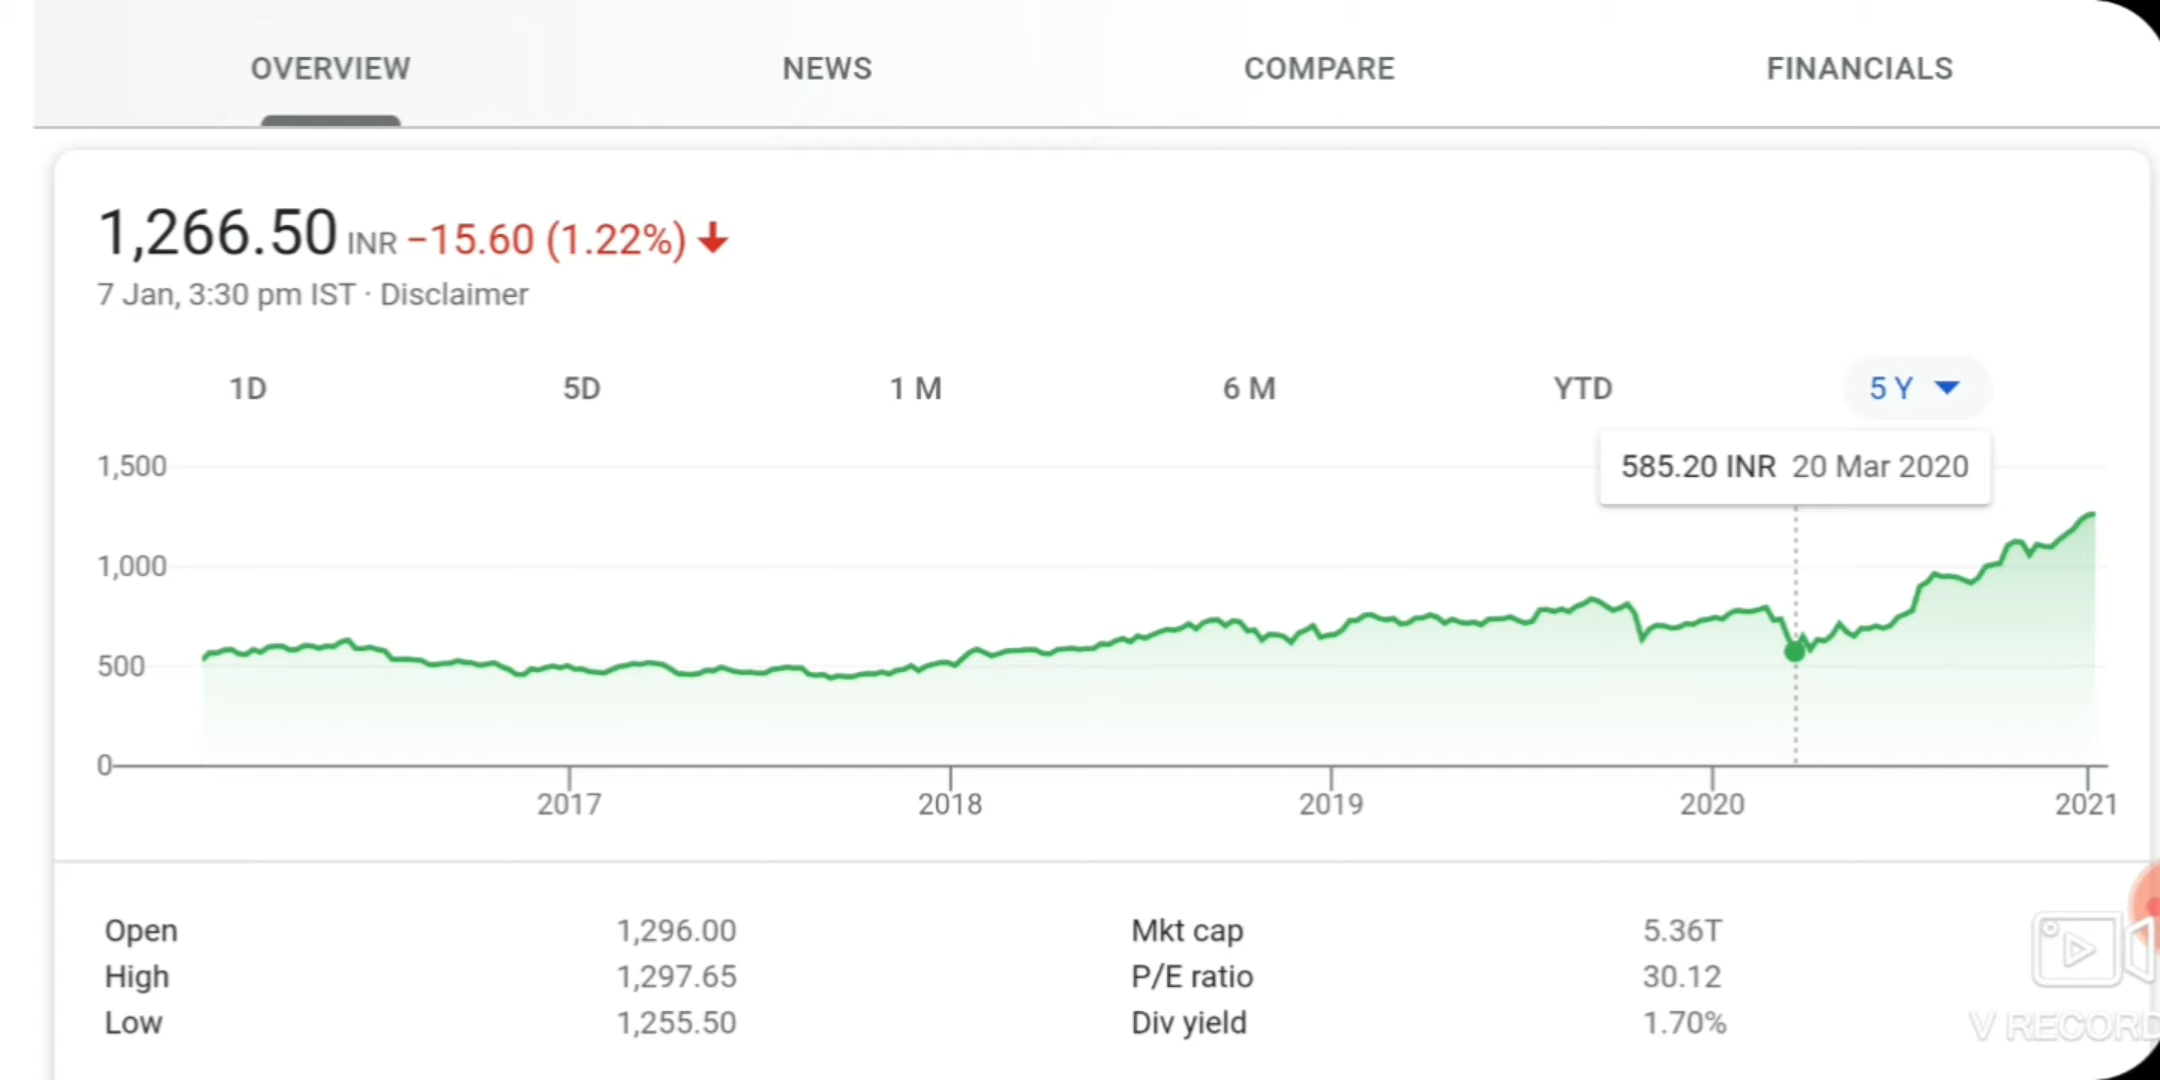 OVERVIEW NEWS COMPARE FINANCIALS
1,266.50 INR −15.60 (1.22%)
7 Jan, 3:30 pm IST · Disclaimer
1D 5D 1 M 6 M YTD 5 Y
585.20 INR 20 Mar 2020
1,500
1,000
500
0
2017 2018 2019 2020 2021
Open 1,296.00 Mkt cap 5.36T
High 1,297.65 P/E ratio 30.12
Low 1,255.50 Div yield 1.70%
V RECORD